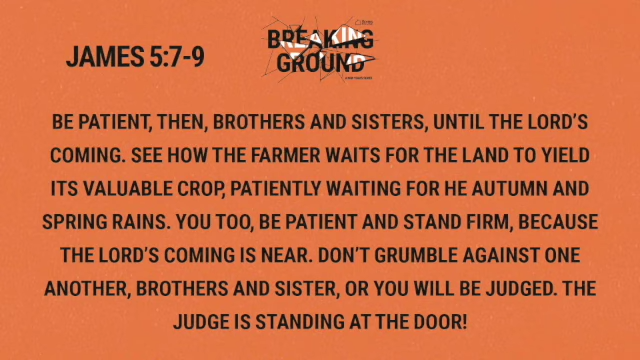 JAMES 5:7-9
BREAKING
GROUND
BE PATIENT, THEN, BROTHERS AND SISTERS, UNTIL THE LORD'S
COMING. SEE HOW THE FARMER WAITS FOR THE LAND TO YIELD
ITS VALUABLE CROP, PATIENTLY WAITING FOR HE AUTUMN AND
SPRING RAINS. YOU TOO, BE PATIENT AND STAND FIRM, BECAUSE
THE LORD'S COMING IS NEAR. DON'T GRUMBLE AGAINST ONE
ANOTHER, BROTHERS AND SISTER, OR YOU WILL BE JUDGED. THE
JUDGE IS STANDING AT THE DOOR!